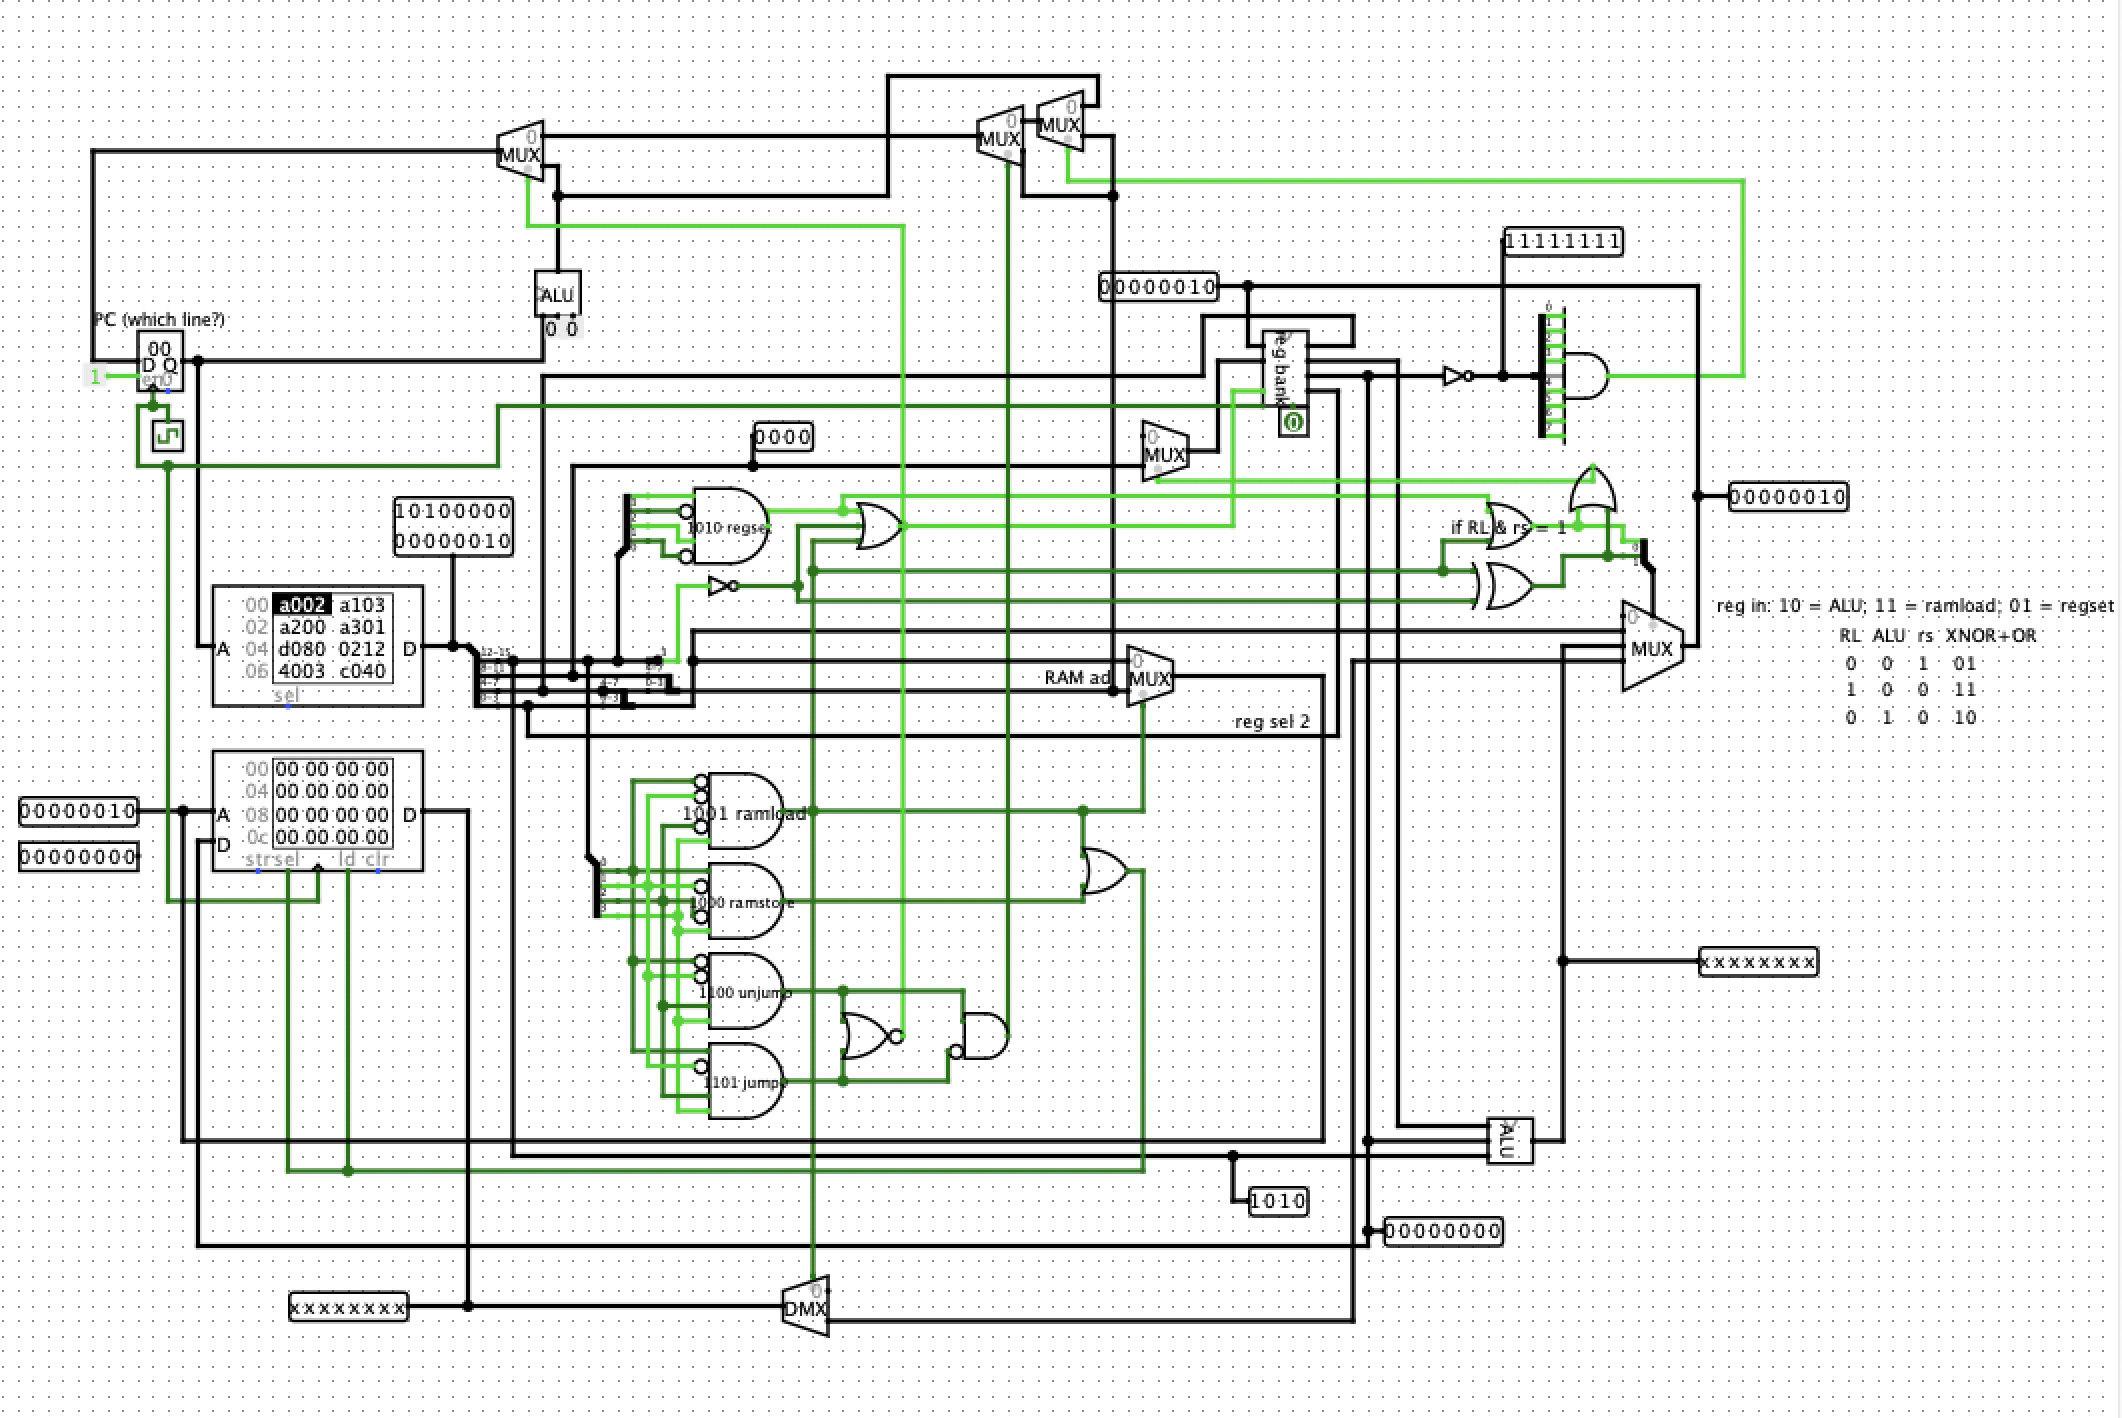 0
MUX
0
MUX
0
MUX
11111111
00000010
ALU
0 0
PC (which line?)
00
D Q
en 0
1
reg bank
0
0000
0
MUX
10100000
00000010
1010 regset
if RL & rs = 1
00000010
00 a002 a103
02 a200 a301
04 d080 0212
06 4003 c040
A
D
sel
12-15
reg in: 10 = ALU; 11 = ramload; 01 = regset
RL ALU rs XNOR+OR
0 0 1 01
1 0 0 11
0 1 0 10
0
MUX
RAM ad
0
MUX
reg sel 2
00 00 00 00 00
04 00 00 00 00
08 00 00 00 00
0c 00 00 00 00
A
D
D
str sel ld clr
00000010
00000000
1001 ramload
1000 ramstore
1100 unjump
1101 jump
xxxxxxxx
ALU
1010
00000000
xxxxxxxx
0
DMX